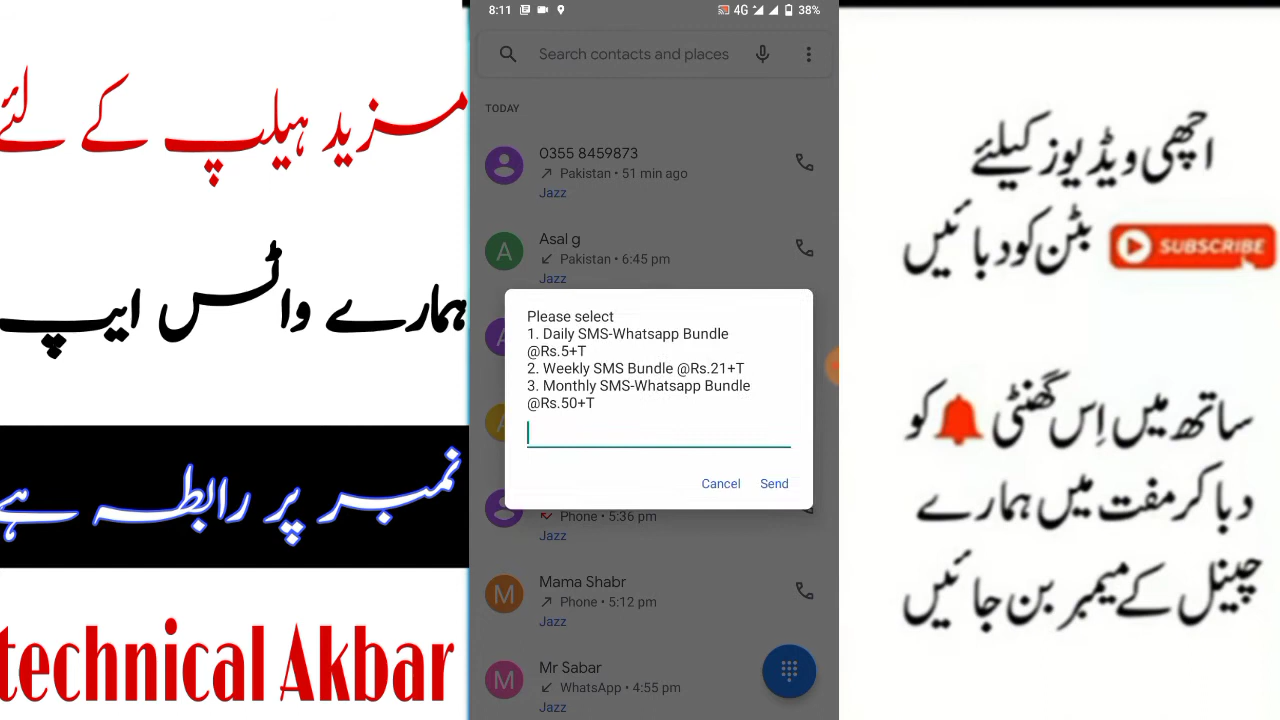 مزید ہیلپ کے لئے
ہمارے واٹس ایپ
نمبر پر رابطہ ہے
technical Akbar
8:11
4G
38%
Search contacts and places
TODAY
0355 8459873
Pakistan • 51 min ago
Jazz
Asal g
Pakistan • 6:45 pm
Jazz
Please select
1. Daily SMS-Whatsapp Bundle
@Rs.5+T
2. Weekly SMS Bundle @Rs.21+T
3. Monthly SMS-Whatsapp Bundle
@Rs.50+T
Cancel Send
Phone • 5:36 pm
Jazz
Mama Shabr
Phone • 5:12 pm
Jazz
Mr Sabar
WhatsApp • 4:55 pm
Jazz
اچھی ویڈیوز کیلئے
بٹن کو دبائیں SUBSCRIBE
ساتھ میں اِس گھنٹی کو
دبا کر مفت میں ہمارے
چینل کے میمبر بن جائیں